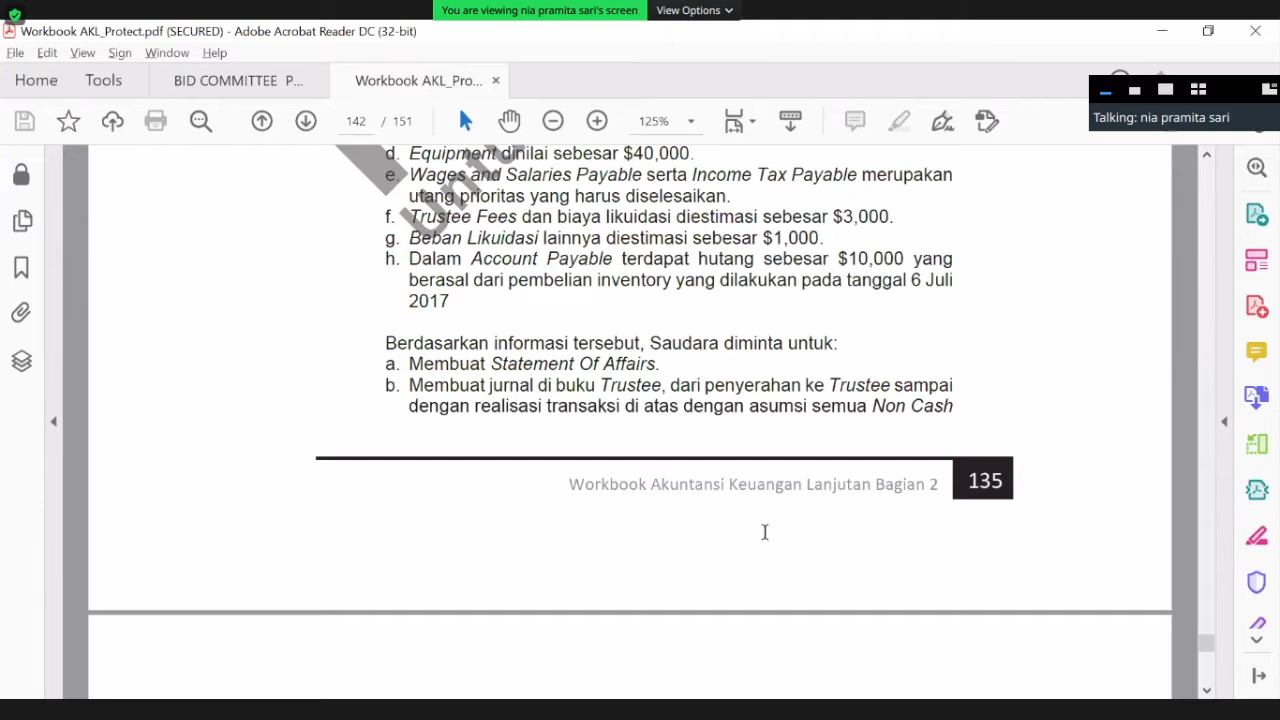 You are viewing nia pramita sari's screen
View Options
Workbook AKL_Protect.pdf (SECURED) - Adobe Acrobat Reader DC (32-bit)
File Edit View Sign Window Help
Home Tools BID COMMITTEE P... Workbook AKL_Pro... ×
142 / 151 125%
Talking: nia pramita sari
d. Equipment dinilai sebesar $40,000.
e. Wages and Salaries Payable serta Income Tax Payable merupakan
utang prioritas yang harus diselesaikan.
f. Trustee Fees dan biaya likuidasi diestimasi sebesar $3,000.
g. Beban Likuidasi lainnya diestimasi sebesar $1,000.
h. Dalam Account Payable terdapat hutang sebesar $10,000 yang
berasal dari pembelian inventory yang dilakukan pada tanggal 6 Juli
2017
Berdasarkan informasi tersebut, Saudara diminta untuk:
a. Membuat Statement Of Affairs.
b. Membuat jurnal di buku Trustee, dari penyerahan ke Trustee sampai
dengan realisasi transaksi di atas dengan asumsi semua Non Cash
Workbook Akuntansi Keuangan Lanjutan Bagian 2 135